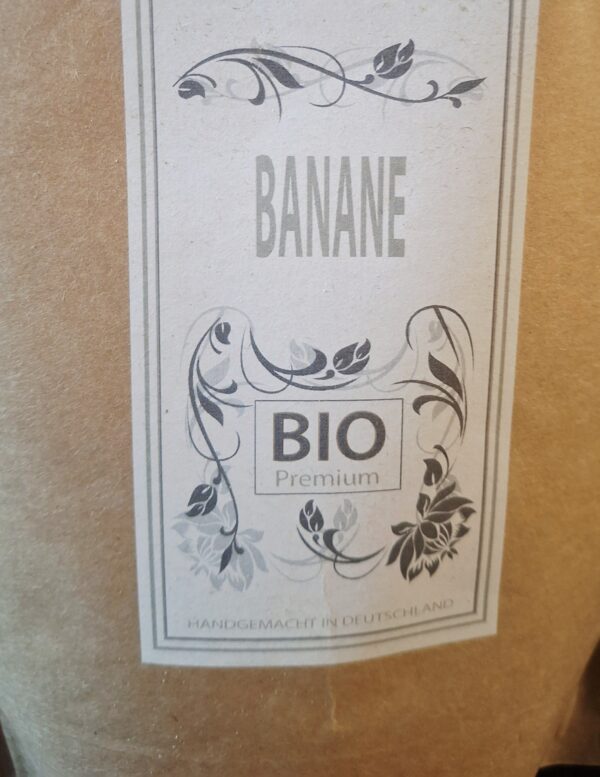 BANANE
BIO
Premium
HANDGEMACHT IN DEUTSCHLAND